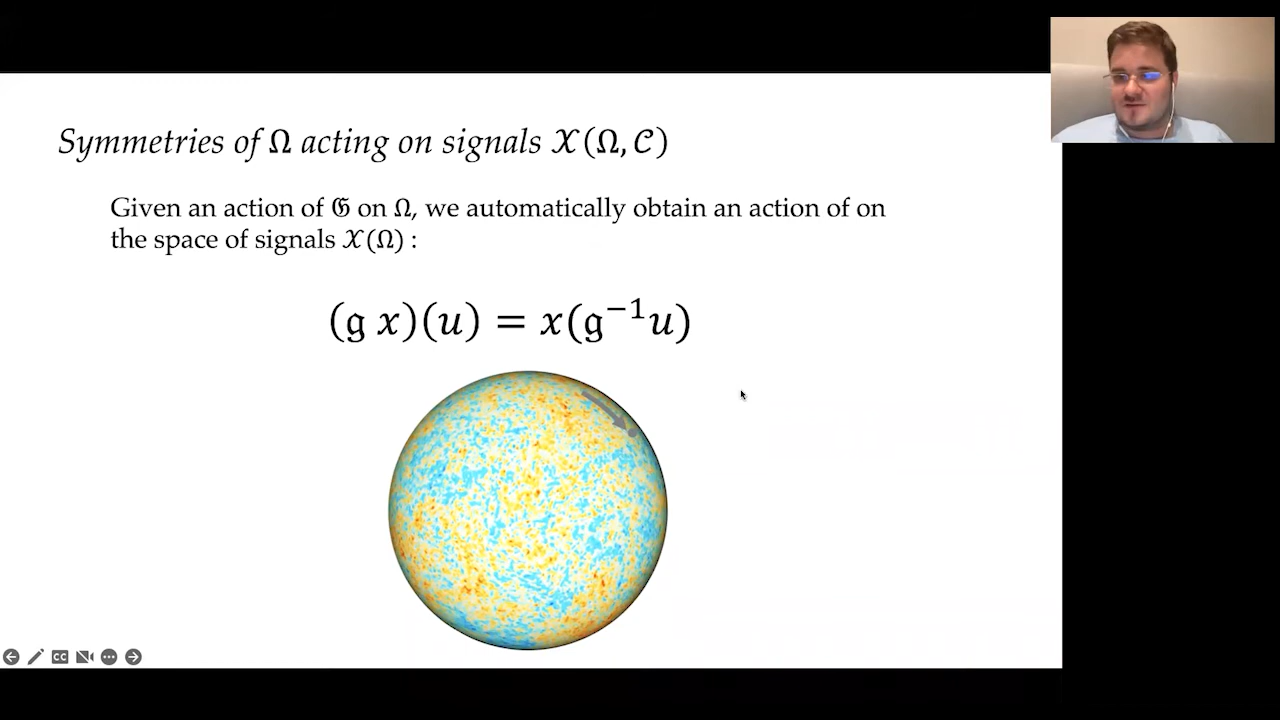 Symmetries of Ω acting on signals 𝒳(Ω, 𝒞)
Given an action of 𝔊 on Ω, we automatically obtain an action of on
the space of signals 𝒳(Ω) :
(𝔤 x)(u) = x(𝔤⁻¹u)
CC